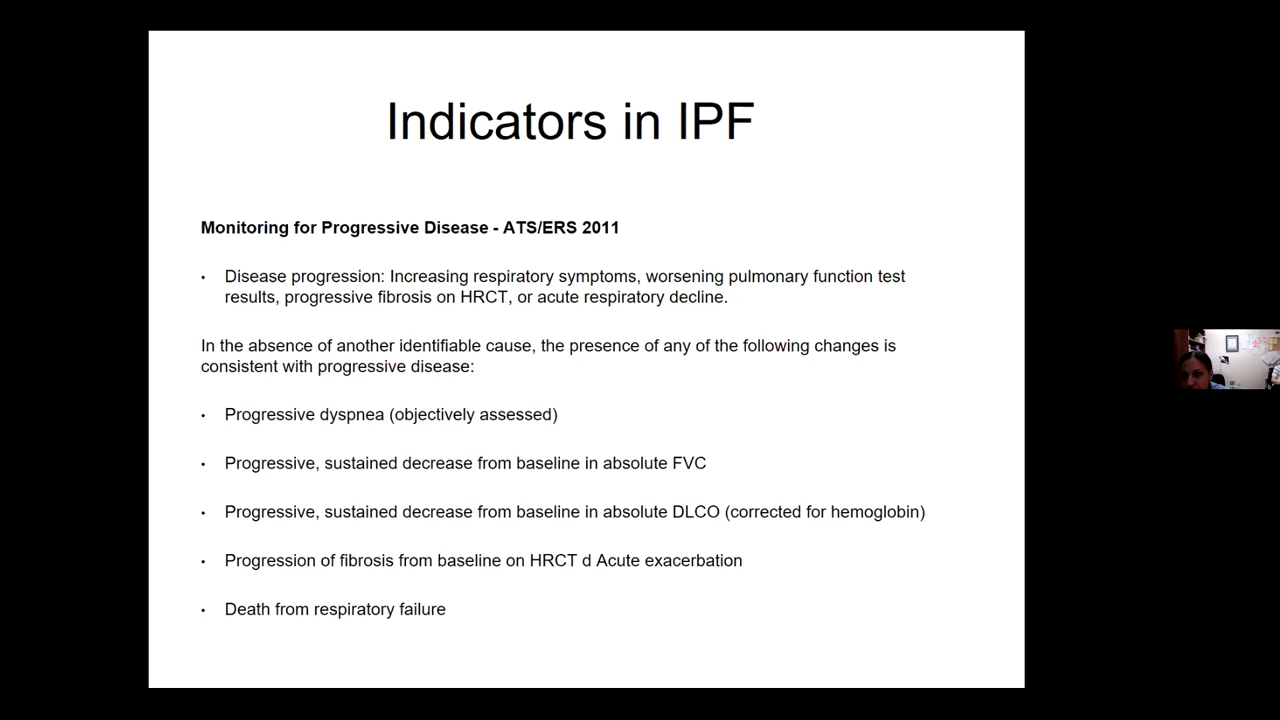 Indicators in IPF
Monitoring for Progressive Disease - ATS/ERS 2011
• Disease progression: Increasing respiratory symptoms, worsening pulmonary function test
results, progressive fibrosis on HRCT, or acute respiratory decline.
In the absence of another identifiable cause, the presence of any of the following changes is
consistent with progressive disease:
• Progressive dyspnea (objectively assessed)
• Progressive, sustained decrease from baseline in absolute FVC
• Progressive, sustained decrease from baseline in absolute DLCO (corrected for hemoglobin)
• Progression of fibrosis from baseline on HRCT d Acute exacerbation
• Death from respiratory failure